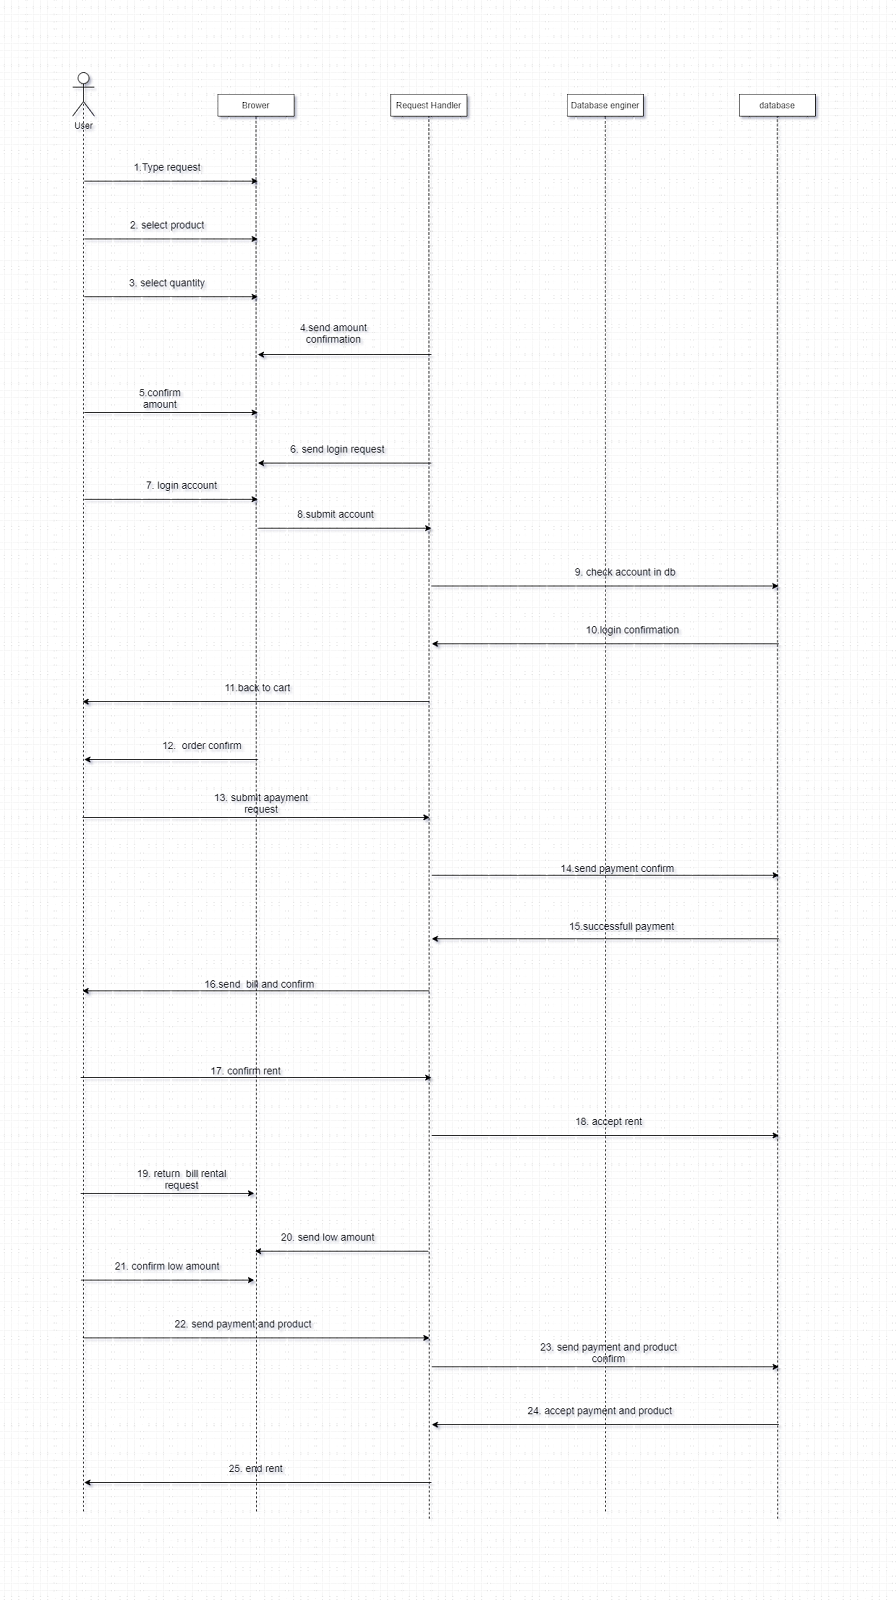 Brower
Request Handler
Database enginer
database
User
1.Type request
2. select product
3. select quantity
4.send amount
confirmation
5.confirm
amount
6. send login request
7. login account
8.submit account
9. check account in db
10.login confirmation
11.back to cart
12.  order confirm
13. submit apayment
request
14.send payment confirm
15.successfull payment
16.send  bill and confirm
17. confirm rent
18. accept rent
19. return  bill rental
request
20. send low amount
21. confirm low amount
22. send payment and product
23. send payment and product
confirm
24. accept payment and product
25. end rent